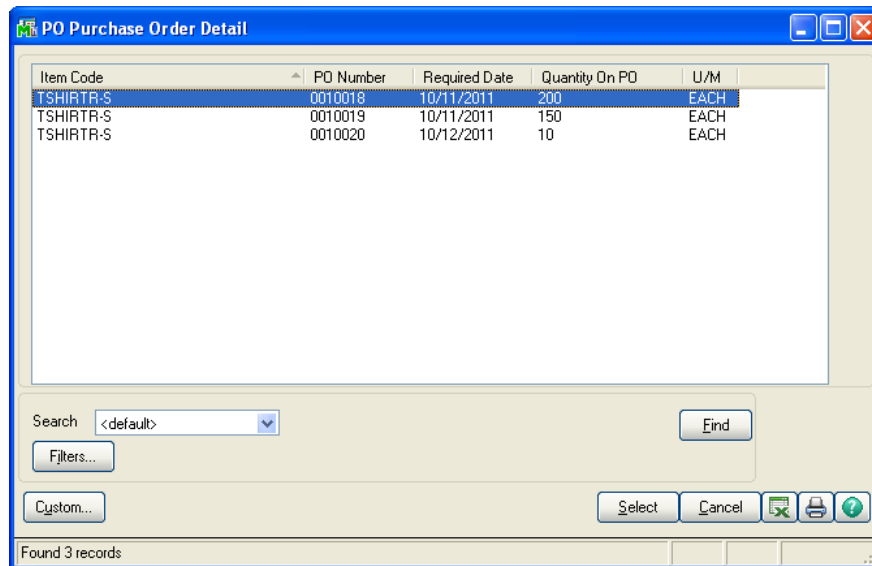 PO Purchase Order Detail
Item Code PO Number Required Date Quantity On PO U/M
TSHIRTR-S 0010018 10/11/2011 200 EACH
TSHIRTR-S 0010019 10/11/2011 150 EACH
TSHIRTR-S 0010020 10/12/2011 10 EACH
Search <default> Find
Filters...
Custom... Select Cancel
Found 3 records